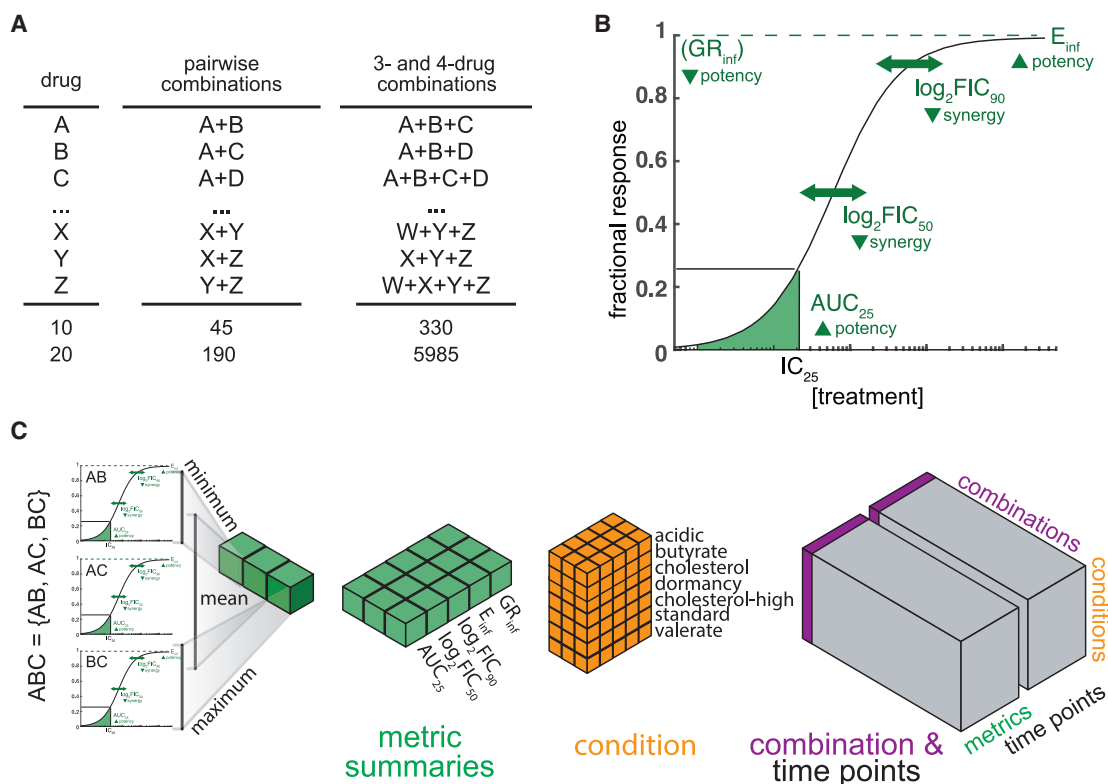 A
drug
pairwise combinations
3- and 4-drug combinations
A
A+B
A+B+C
B
A+C
A+B+D
C
A+D
A+B+C+D
...
...
...
X
X+Y
W+Y+Z
Y
X+Z
X+Y+Z
Z
Y+Z
W+X+Y+Z
10
45
330
20
190
5985
B
fractional response
1
0.8
0.6
0.4
0.2
0
(GRinf)
▼ potency
Einf
▲ potency
log2FIC90
▼ synergy
log2FIC50
▼ synergy
AUC25
▲ potency
IC25
[treatment]
C
ABC = {AB, AC, BC}
AB
AC
BC
minimum
mean
maximum
AUC25
log2FIC50
log2FIC90
Einf
GRinf
metric
summaries
acidic
butyrate
cholesterol
dormancy
cholesterol-high
standard
valerate
condition
combinations
conditions
metrics
time points
combination &
time points